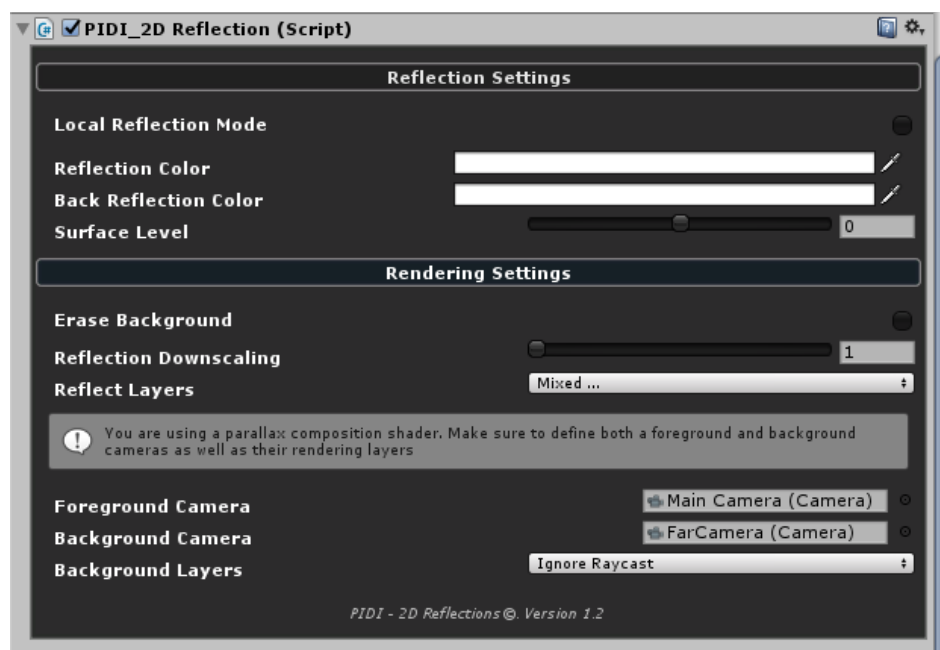 PIDI_2D Reflection (Script)
Reflection Settings
Local Reflection Mode
Reflection Color
Back Reflection Color
Surface Level 0
Rendering Settings
Erase Background
Reflection Downscaling 1
Reflect Layers Mixed ...
You are using a parallax composition shader. Make sure to define both a foreground and background
cameras as well as their rendering layers
Foreground Camera Main Camera (Camera)
Background Camera FarCamera (Camera)
Background Layers Ignore Raycast
PIDI - 2D Reflections©. Version 1.2